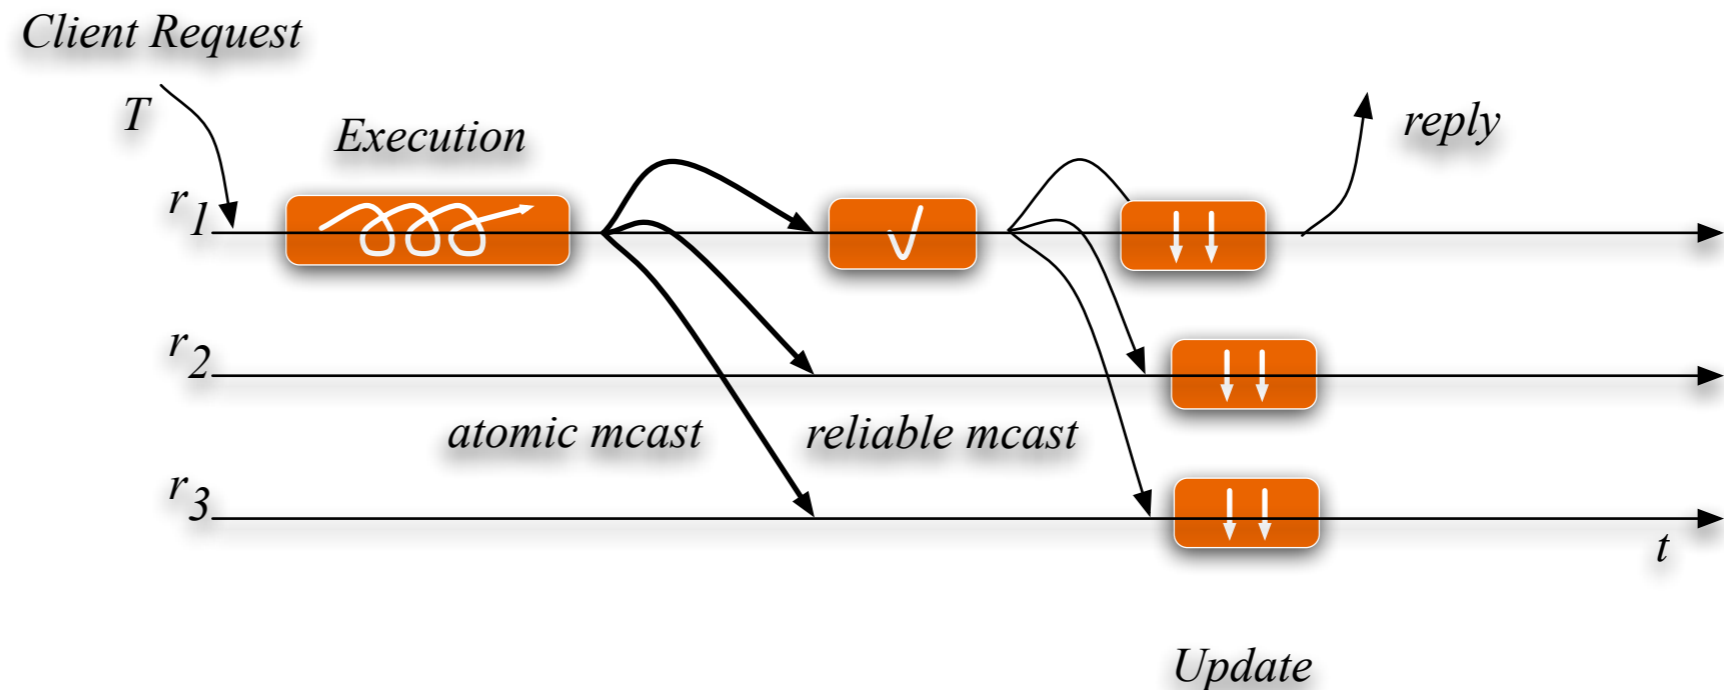 Client Request
T
Execution
reply
r1
r2
atomic mcast
reliable mcast
r3
t
Update